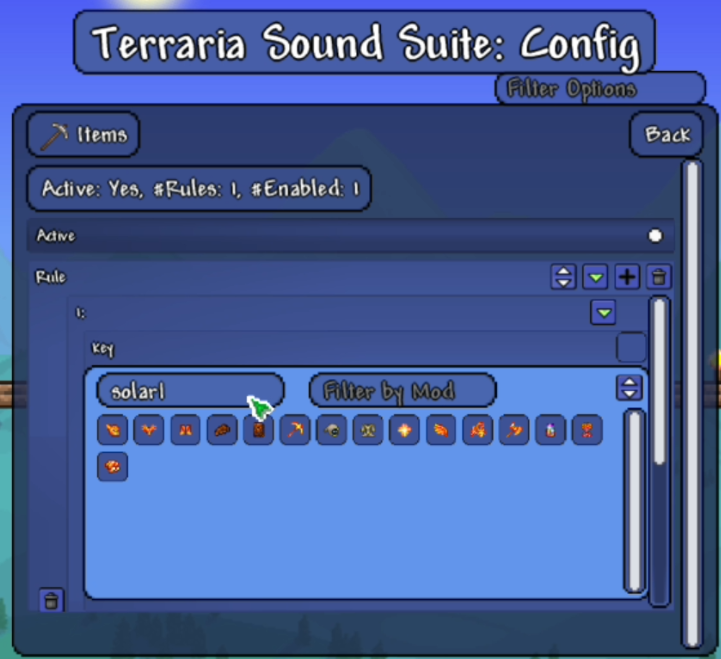 Terraria Sound Suite: Config
Filter Options
Items
Back
Active: Yes, #Rules: 1, #Enabled: 1
Active
Rule
1:
Key
solar|
Filter by Mod